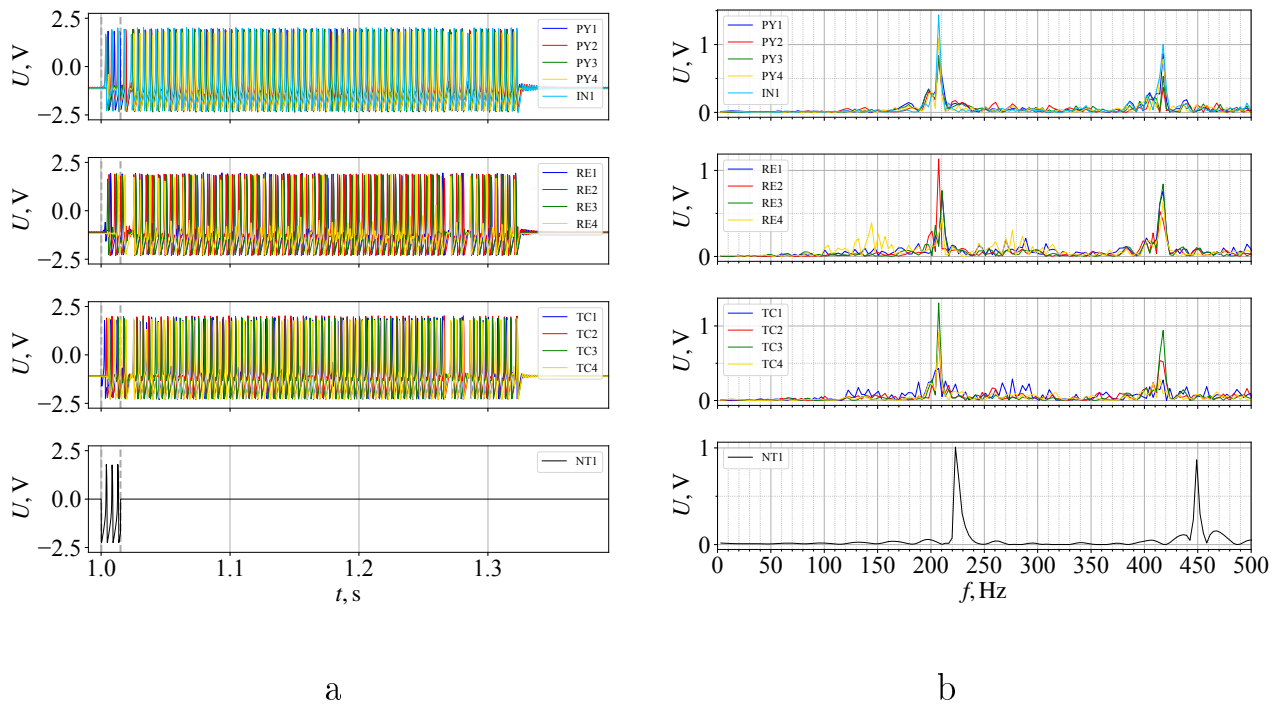 2.5
0.0
−2.5
U, V
PY1
PY2
PY3
PY4
IN1
2.5
0.0
−2.5
U, V
RE1
RE2
RE3
RE4
2.5
0.0
−2.5
U, V
TC1
TC2
TC3
TC4
2.5
0.0
−2.5
U, V
NT1
1.0 1.1 1.2 1.3
t, s
a
1
0
U, V
PY1
PY2
PY3
PY4
IN1
1
0
U, V
RE1
RE2
RE3
RE4
1
0
U, V
TC1
TC2
TC3
TC4
1
0
U, V
NT1
0 50 100 150 200 250 300 350 400 450 500
f, Hz
b